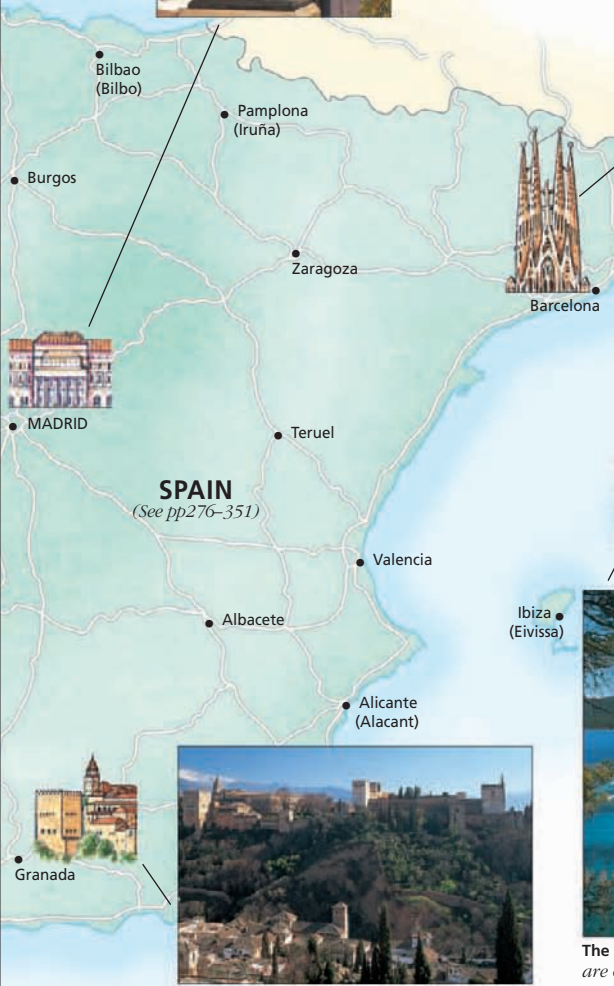 Bilbao
(Bilbo)
Pamplona
(Iruña)
Burgos
Zaragoza
Barcelona
MADRID
Teruel
SPAIN
(See pp276–351)
Valencia
Ibiza
(Eivissa)
Albacete
Alicante
(Alacant)
Granada
The
are